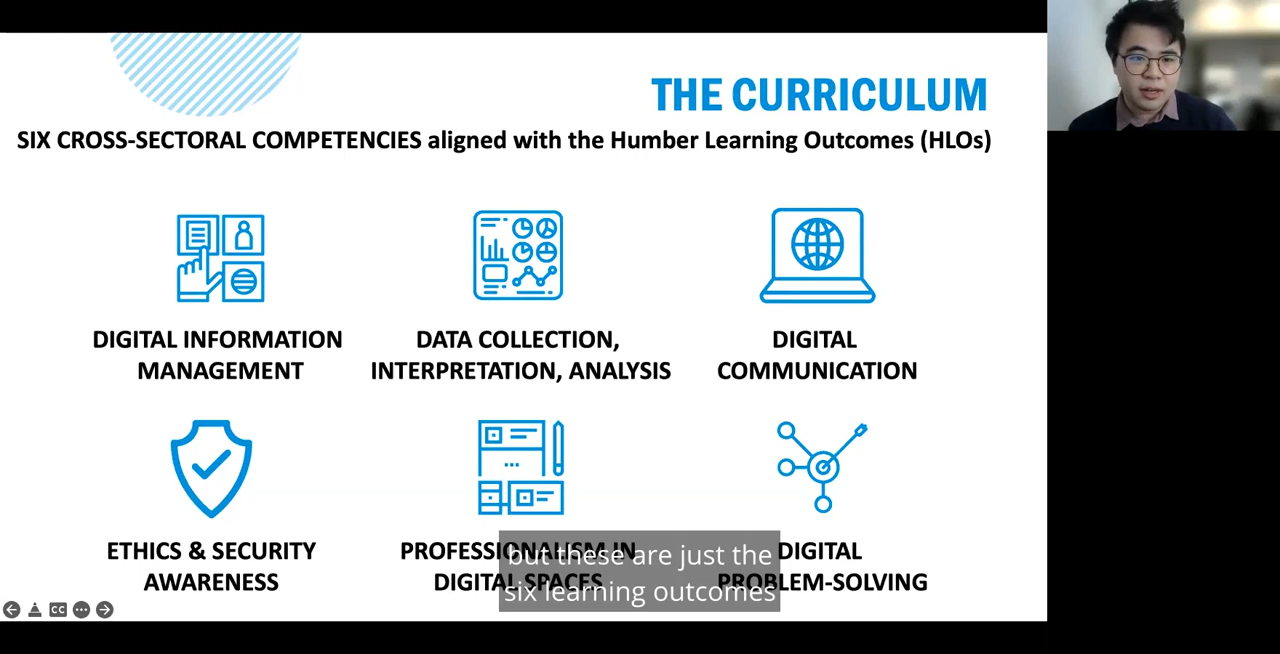 THE CURRICULUM
SIX CROSS-SECTORAL COMPETENCIES aligned with the Humber Learning Outcomes (HLOs)
DIGITAL INFORMATION
MANAGEMENT
DATA COLLECTION,
INTERPRETATION, ANALYSIS
DIGITAL
COMMUNICATION
ETHICS & SECURITY
AWARENESS
PROFESSIONALISM IN
DIGITAL SPACES
DIGITAL
PROBLEM-SOLVING
but these are just the
six learning outcomes
CC